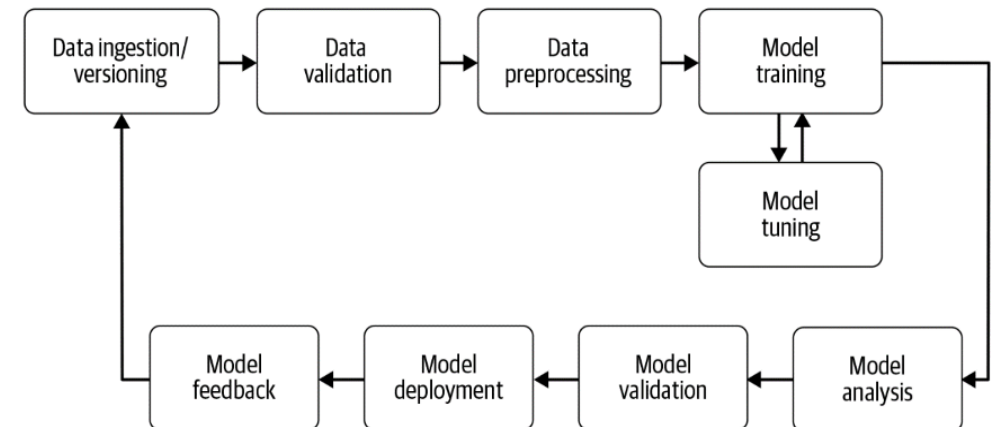 Data ingestion/
versioning
Data
validation
Data
preprocessing
Model
training
Model
tuning
Model
feedback
Model
deployment
Model
validation
Model
analysis